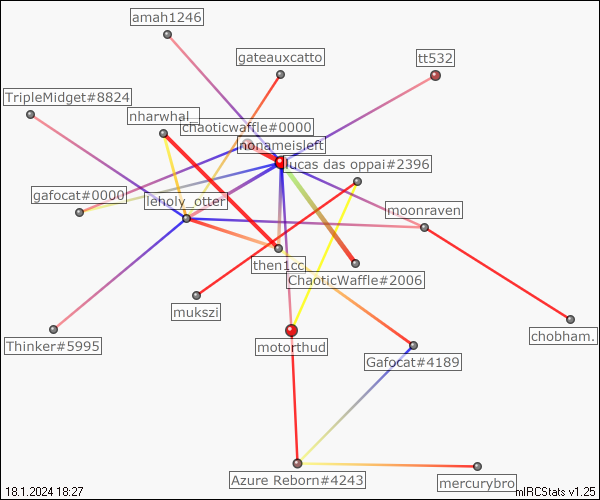 amah1246
gateauxcatto
tt532
TripleMidget#8824
nharwhal_
chaoticwaffle#0000
nonameisleft
lucas das oppai#2396
gafocat#0000
leholy_otter
moonraven
then1cc
ChaoticWaffle#2006
mukszi
chobham.
Thinker#5995
motorthud
Gafocat#4189
Azure Reborn#4243
mercurybro
18.1.2024 18:27
mIRCStats v1.25